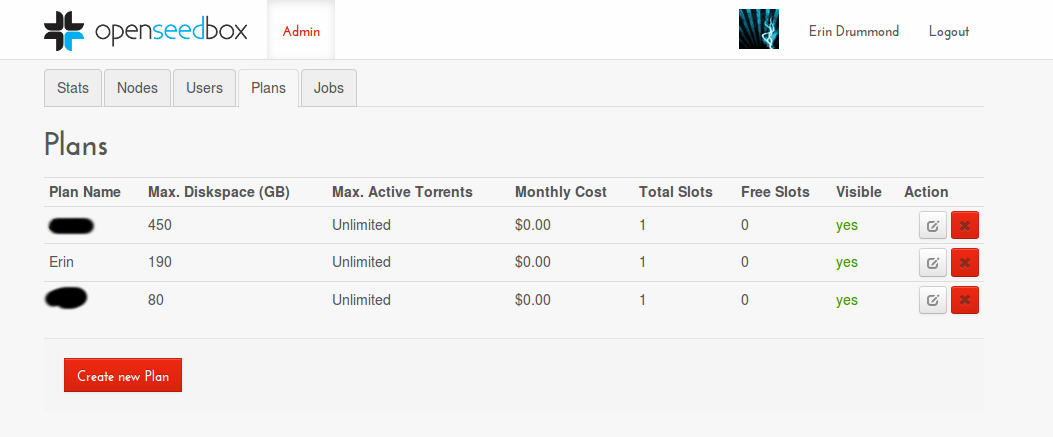 openseedbox Admin Erin Drummond Logout
Stats Nodes Users Plans Jobs
Plans
Plan Name Max. Diskspace (GB) Max. Active Torrents Monthly Cost Total Slots Free Slots Visible Action
450 Unlimited $0.00 1 0 yes
Erin 190 Unlimited $0.00 1 0 yes
80 Unlimited $0.00 1 0 yes
Create new Plan